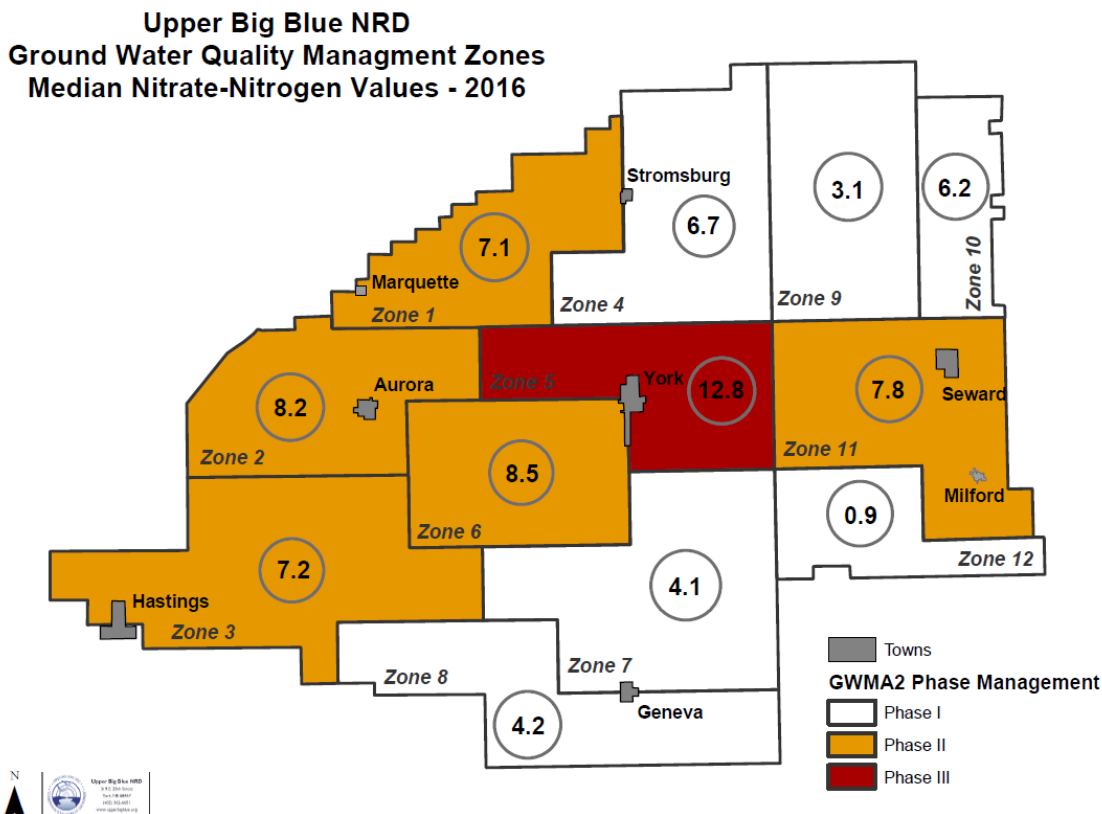 Upper Big Blue NRD
Ground Water Quality Managment Zones
Median Nitrate-Nitrogen Values - 2016
Stromsburg
3.1
6.2
6.7
7.1
Zone 10
Marquette
Zone 1
Zone 4
Zone 9
Zone 5
York
12.8
7.8
Seward
Aurora
8.2
Zone 2
Zone 11
8.5
Milford
0.9
Zone 6
Zone 12
7.2
4.1
Hastings
Zone 3
Zone 8
Zone 7
Geneva
4.2
Towns
GWMA2 Phase Management
Phase I
Phase II
Phase III
N
Upper Big Blue NRD